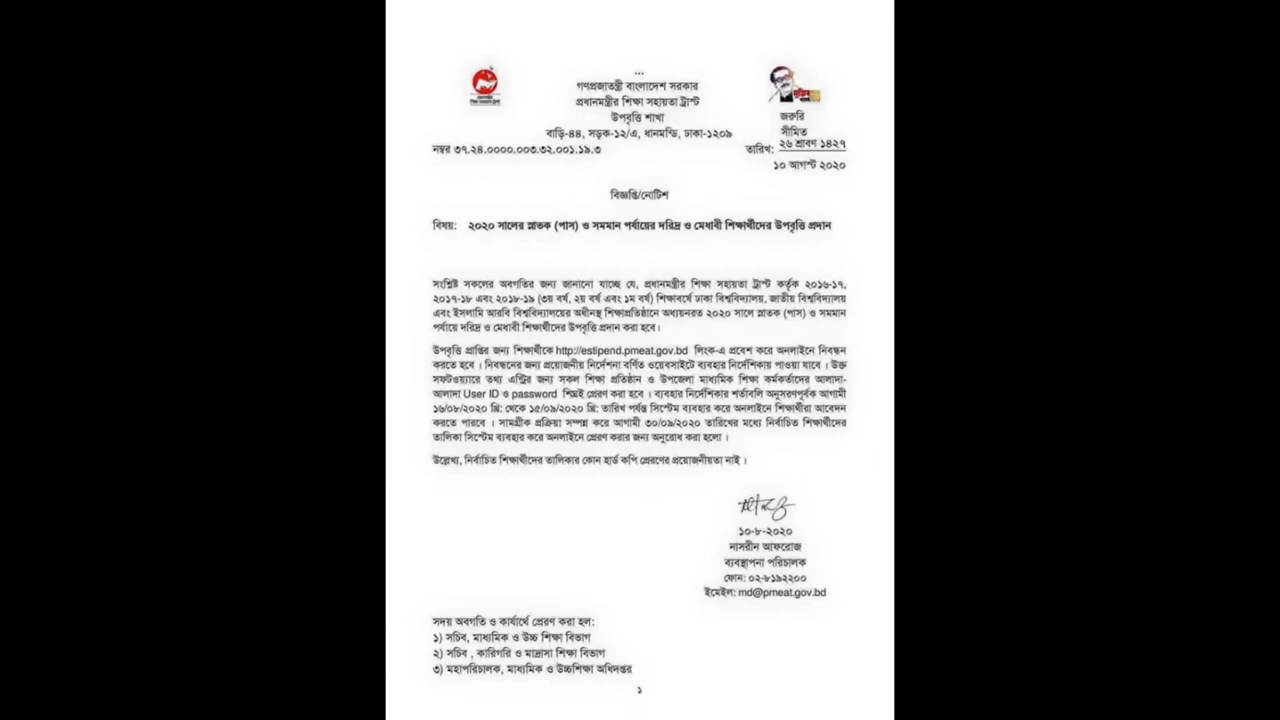 ...
গণপ্রজাতন্ত্রী বাংলাদেশ সরকার
প্রধানমন্ত্রীর শিক্ষা সহায়তা ট্রাস্ট
উপবৃত্তি শাখা
বাড়ি-৪৪, সড়ক-১২/এ, ধানমন্ডি, ঢাকা-১২০৯
জরুরি
সীমিত
নম্বর ৩৭.২৪.০০০০.০০৩.৩২.০০১.১৯.৩
তারিখ: ২৬ শ্রাবণ ১৪২৭
১০ আগস্ট ২০২০
বিজ্ঞপ্তি/নোটিশ
বিষয়: ২০২০ সালের স্নাতক (পাস) ও সমমান পর্যায়ের দরিদ্র ও মেধাবী শিক্ষার্থীদের উপবৃত্তি প্রদান
সংশ্লিষ্ট সকলের অবগতির জন্য জানানো যাচ্ছে যে, প্রধানমন্ত্রীর শিক্ষা সহায়তা ট্রাস্ট কর্তৃক ২০১৬-১৭,
২০১৭-১৮ এবং ২০১৮-১৯ (৩য় বর্ষ, ২য় বর্ষ এবং ১ম বর্ষ) শিক্ষাবর্ষে ঢাকা বিশ্ববিদ্যালয়, জাতীয় বিশ্ববিদ্যালয়
এবং ইসলামি আরবি বিশ্ববিদ্যালয়ের অধীনস্থ শিক্ষাপ্রতিষ্ঠানে অধ্যয়নরত ২০২০ সালে স্নাতক (পাস) ও সমমান
পর্যায়ে দরিদ্র ও মেধাবী শিক্ষার্থীদের উপবৃত্তি প্রদান করা হবে।
উপবৃত্তি প্রাপ্তির জন্য শিক্ষার্থীকে http://estipend.pmeat.gov.bd লিংক-এ প্রবেশ করে অনলাইনে নিবন্ধন
করতে হবে । নিবন্ধনের জন্য প্রয়োজনীয় নির্দেশনা বর্ণিত ওয়েবসাইটে ব্যবহার নির্দেশিকায় পাওয়া যাবে । উক্ত
সফটওয়্যারে তথ্য এন্ট্রির জন্য সকল শিক্ষা প্রতিষ্ঠান ও উপজেলা মাধ্যমিক শিক্ষা কর্মকর্তাদের আলাদা-
আলাদা User ID ও password শিঘ্রই প্রেরণ করা হবে । ব্যবহার নির্দেশিকার শর্তাবলি অনুসরণপূর্বক আগামী
১৬/০৮/২০২০ খ্রি: থেকে ১৫/০৯/২০২০ খ্রি: তারিখ পর্যন্ত সিস্টেম ব্যবহার করে অনলাইনে শিক্ষার্থীরা আবেদন
করতে পারবে । সামগ্রীক প্রক্রিয়া সম্পন্ন করে আগামী ৩০/০৯/২০২০ তারিখের মধ্যে নির্বাচিত শিক্ষার্থীদের
তালিকা সিস্টেম ব্যবহার করে অনলাইনে প্রেরণ করার জন্য অনুরোধ করা হলো ।
উল্লেখ্য, নির্বাচিত শিক্ষার্থীদের তালিকার কোন হার্ড কপি প্রেরণের প্রয়োজনীয়তা নাই ।
১০-৮-২০২০
নাসরীন আফরোজ
ব্যবস্থাপনা পরিচালক
ফোন: ০২-৮১৯২২০০
ইমেইল: md@pmeat.gov.bd
সদয় অবগতি ও কার্যার্থে প্রেরণ করা হল:
১) সচিব, মাধ্যমিক ও উচ্চ শিক্ষা বিভাগ
২) সচিব , কারিগরি ও মাদ্রাসা শিক্ষা বিভাগ
৩) মহাপরিচালক, মাধ্যমিক ও উচ্চশিক্ষা অধিদপ্তর
১